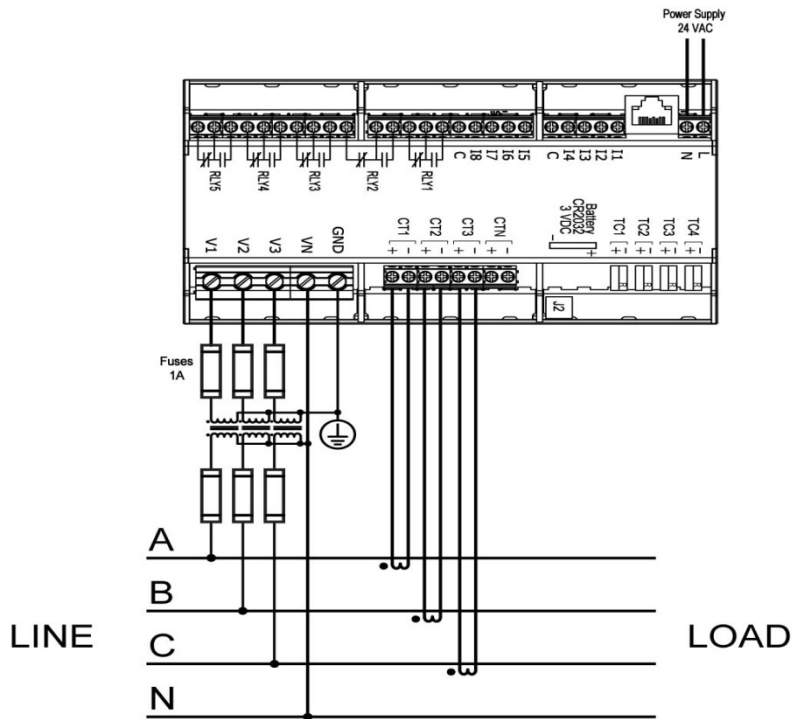 Power Supply
24 VAC
RLY5
RLY4
RLY3
RLY2
RLY1
C
I8
I7
I6
I5
C
I4
I3
I2
I1
N
L
V1
V2
V3
VN
GND
CT1
CT2
CT3
CTN
+ - + - + - + -
Battery
CR2032
3 VDC
- +
TC1
TC2
TC3
TC4
+ - + - + - + -
J2
Fuses
1A
A
B
LINE
C
LOAD
N